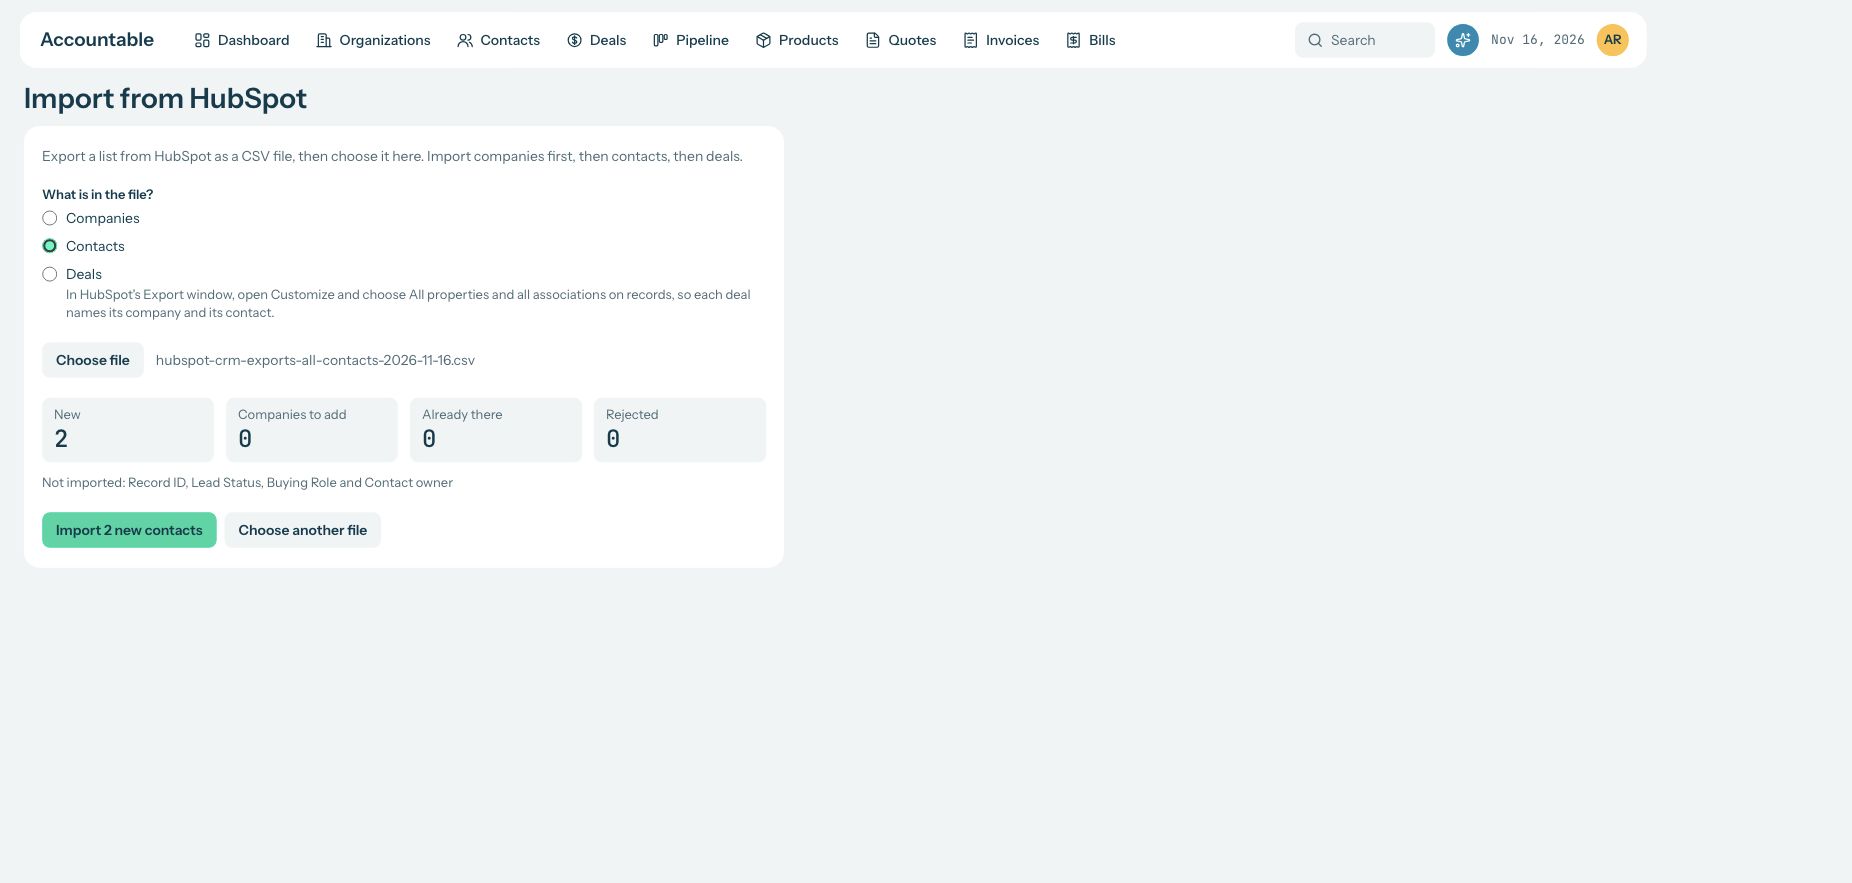 Accountable
Dashboard
Organizations
Contacts
Deals
Pipeline
Products
Quotes
Invoices
Bills
Search
Nov 16, 2026
AR
Import from HubSpot
Export a list from HubSpot as a CSV file, then choose it here. Import companies first, then contacts, then deals.
What is in the file?
Companies
Contacts
Deals
In HubSpot's Export window, open Customize and choose All properties and all associations on records, so each deal
names its company and its contact.
Choose file
hubspot-crm-exports-all-contacts-2026-11-16.csv
New
2
Companies to add
0
Already there
0
Rejected
0
Not imported: Record ID, Lead Status, Buying Role and Contact owner
Import 2 new contacts
Choose another file